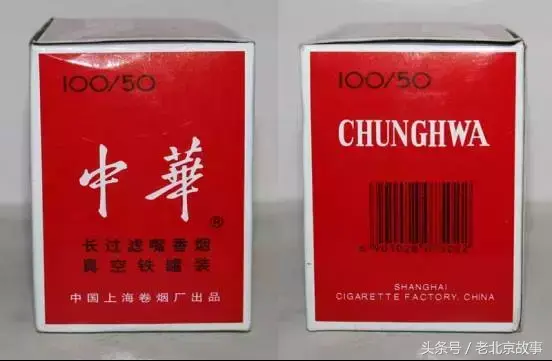 100/50
中華
®
长过滤嘴香烟
真空铁罐装
中国上海卷烟厂出品
100/50
CHUNGHWA
SHANGHAI
CIGARETTE FACTORY, CHINA
头条号 / 老北京故事